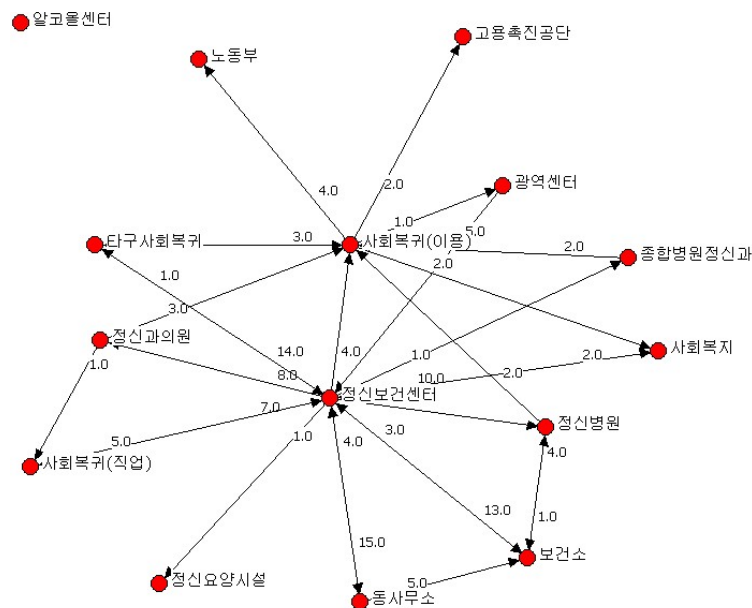 알코올센터
고용촉진공단
노동부
광역센터
4.0
2.0
1.0
5.0
타구사회복귀
3.0
사회복귀(이용)
2.0
종합병원정신과
1.0
2.0
3.0
정신과의원
14.0
4.0
1.0
사회복지
1.0
8.0
10.0
2.0
2.0
정신보건센터
7.0
5.0
1.0
4.0
3.0
정신병원
4.0
사회복귀(직업)
13.0
1.0
15.0
보건소
정신요양시설
5.0
동사무소